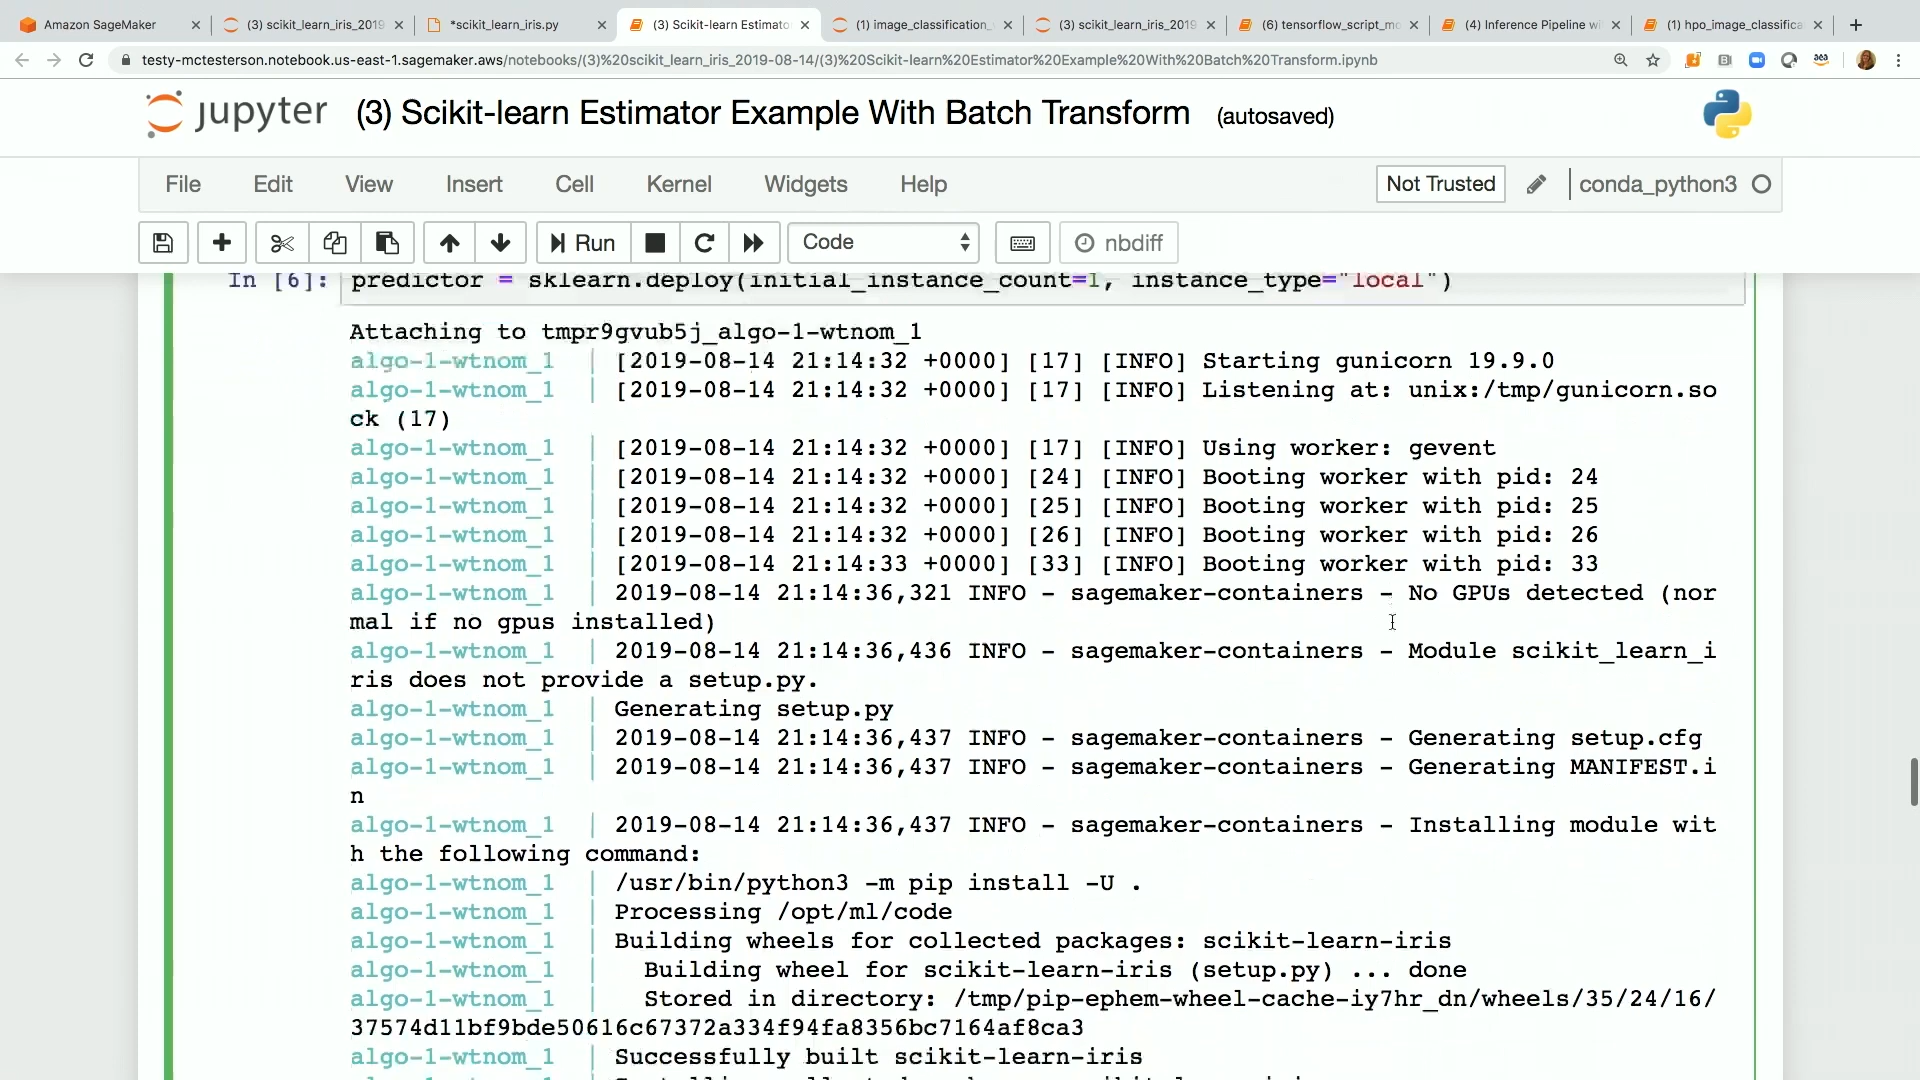 Amazon SageMaker
(3) scikit_learn_iris_2019
*scikit_learn_iris.py
(3) Scikit-learn Estimato
(1) image_classification_
(3) scikit_learn_iris_2019
(6) tensorflow_script_mo
(4) Inference Pipeline wi
(1) hpo_image_classifica
testy-mctesterson.notebook.us-east-1.sagemaker.aws/notebooks/(3)%20scikit_learn_iris_2019-08-14/(3)%20Scikit-learn%20Estimator%20Example%20With%20Batch%20Transform.ipynb
jupyter (3) Scikit-learn Estimator Example With Batch Transform (autosaved)
File Edit View Insert Cell Kernel Widgets Help Not Trusted conda_python3
Run Code nbdiff
In [6]: predictor = sklearn.deploy(initial_instance_count=1, instance_type="local")
Attaching to tmpr9gvub5j_algo-1-wtnom_1
algo-1-wtnom_1 | [2019-08-14 21:14:32 +0000] [17] [INFO] Starting gunicorn 19.9.0
algo-1-wtnom_1 | [2019-08-14 21:14:32 +0000] [17] [INFO] Listening at: unix:/tmp/gunicorn.so
ck (17)
algo-1-wtnom_1 | [2019-08-14 21:14:32 +0000] [17] [INFO] Using worker: gevent
algo-1-wtnom_1 | [2019-08-14 21:14:32 +0000] [24] [INFO] Booting worker with pid: 24
algo-1-wtnom_1 | [2019-08-14 21:14:32 +0000] [25] [INFO] Booting worker with pid: 25
algo-1-wtnom_1 | [2019-08-14 21:14:32 +0000] [26] [INFO] Booting worker with pid: 26
algo-1-wtnom_1 | [2019-08-14 21:14:33 +0000] [33] [INFO] Booting worker with pid: 33
algo-1-wtnom_1 | 2019-08-14 21:14:36,321 INFO - sagemaker-containers - No GPUs detected (nor
mal if no gpus installed)
algo-1-wtnom_1 | 2019-08-14 21:14:36,436 INFO - sagemaker-containers - Module scikit_learn_i
ris does not provide a setup.py.
algo-1-wtnom_1 | Generating setup.py
algo-1-wtnom_1 | 2019-08-14 21:14:36,437 INFO - sagemaker-containers - Generating setup.cfg
algo-1-wtnom_1 | 2019-08-14 21:14:36,437 INFO - sagemaker-containers - Generating MANIFEST.i
n
algo-1-wtnom_1 | 2019-08-14 21:14:36,437 INFO - sagemaker-containers - Installing module wit
h the following command:
algo-1-wtnom_1 | /usr/bin/python3 -m pip install -U .
algo-1-wtnom_1 | Processing /opt/ml/code
algo-1-wtnom_1 | Building wheels for collected packages: scikit-learn-iris
algo-1-wtnom_1 | Building wheel for scikit-learn-iris (setup.py) ... done
algo-1-wtnom_1 | Stored in directory: /tmp/pip-ephem-wheel-cache-iy7hr_dn/wheels/35/24/16/
37574d11bf9bde50616c67372a334f94fa8356bc7164af8ca3
algo-1-wtnom_1 | Successfully built scikit-learn-iris